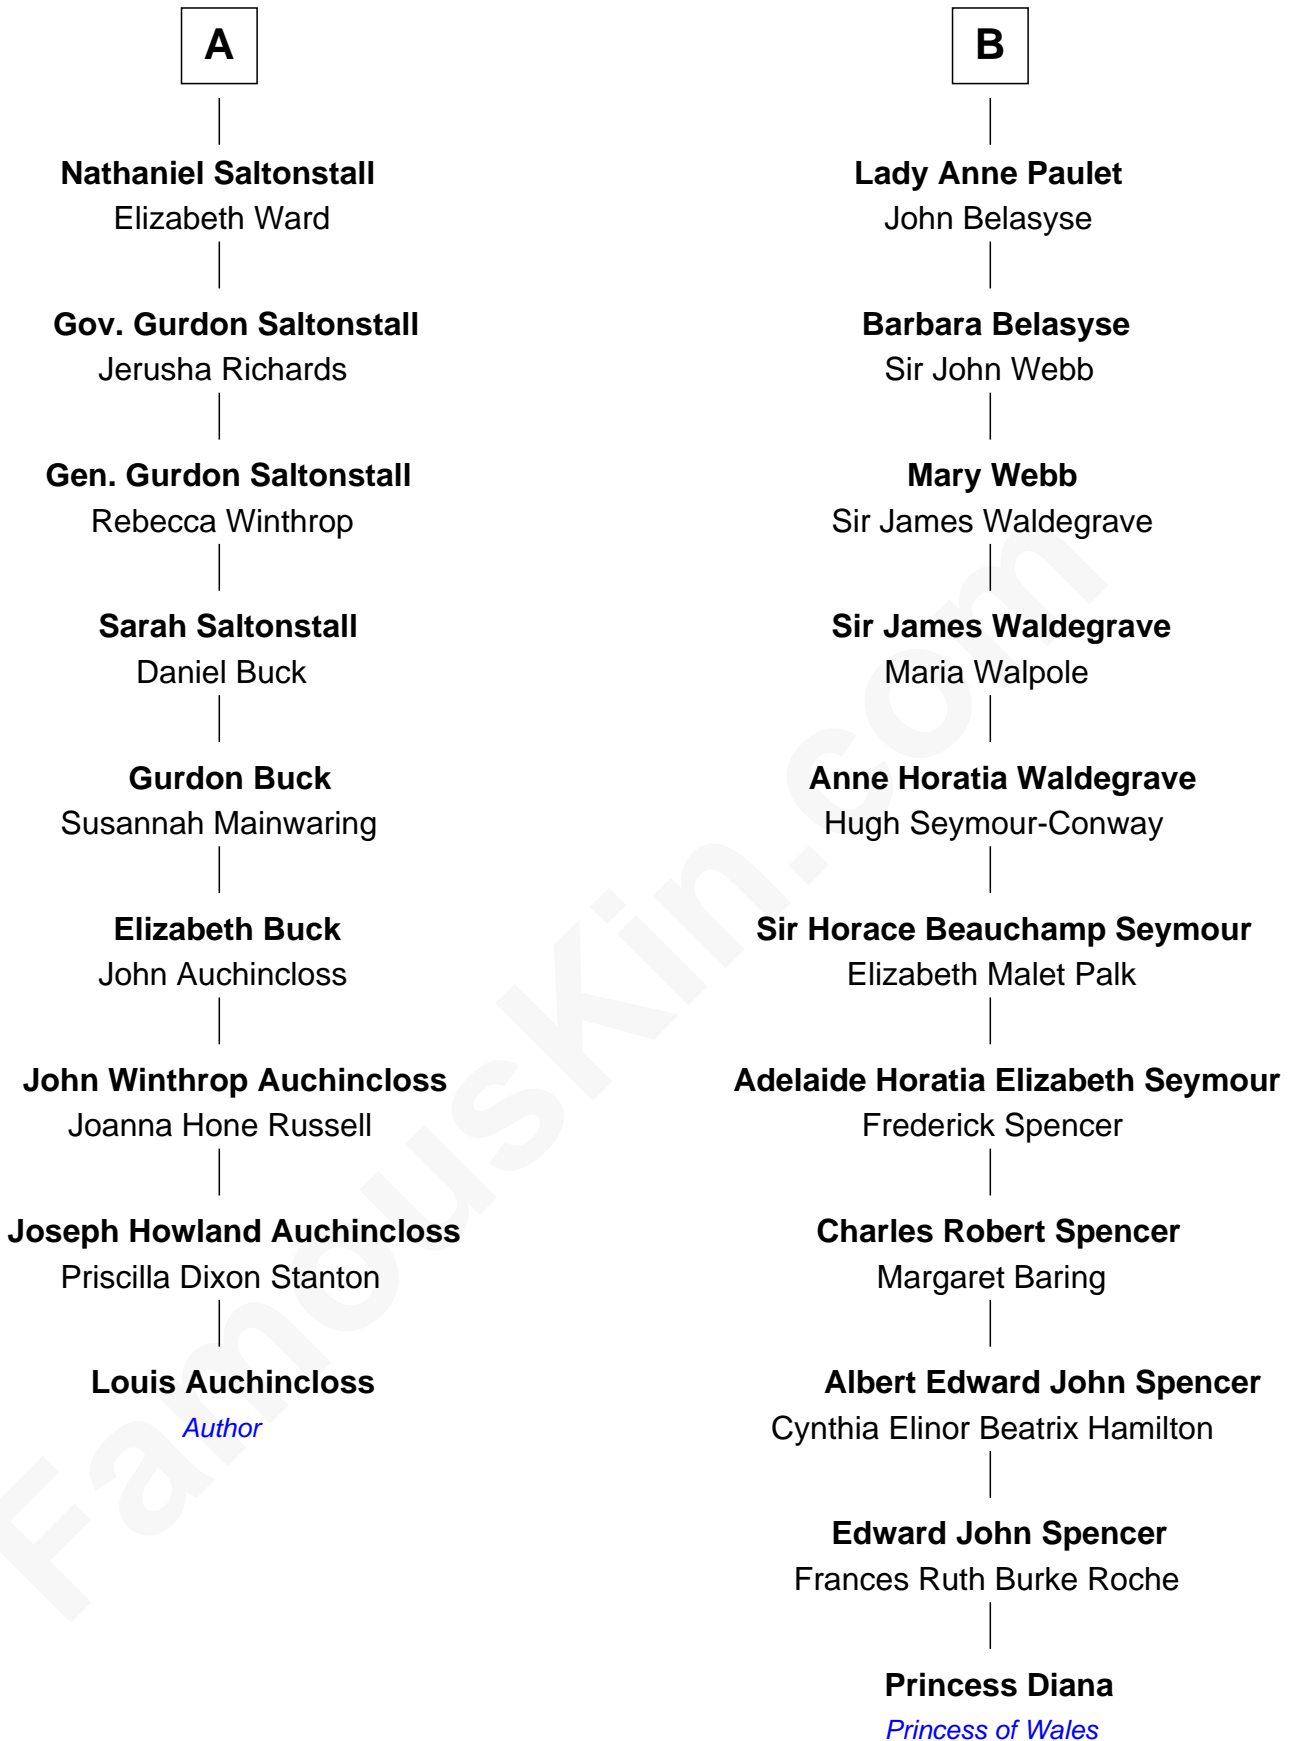 A
Nathaniel Saltonstall
Elizabeth Ward
Gov. Gurdon Saltonstall
Jerusha Richards
Gen. Gurdon Saltonstall
Rebecca Winthrop
Sarah Saltonstall
Daniel Buck
Gurdon Buck
Susannah Mainwaring
Elizabeth Buck
John Auchincloss
John Winthrop Auchincloss
Joanna Hone Russell
Joseph Howland Auchincloss
Priscilla Dixon Stanton
Louis Auchincloss
Author
B
Lady Anne Paulet
John Belasyse
Barbara Belasyse
Sir John Webb
Mary Webb
Sir James Waldegrave
Sir James Waldegrave
Maria Walpole
Anne Horatia Waldegrave
Hugh Seymour-Conway
Sir Horace Beauchamp Seymour
Elizabeth Malet Palk
Adelaide Horatia Elizabeth Seymour
Frederick Spencer
Charles Robert Spencer
Margaret Baring
Albert Edward John Spencer
Cynthia Elinor Beatrix Hamilton
Edward John Spencer
Frances Ruth Burke Roche
Princess Diana
Princess of Wales
FamousKin.com